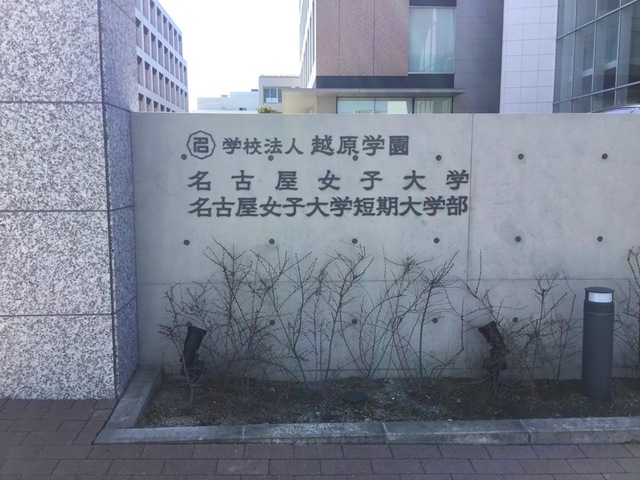 学校法人 越原学園
名古屋女子大学
名古屋女子大学短期大学部